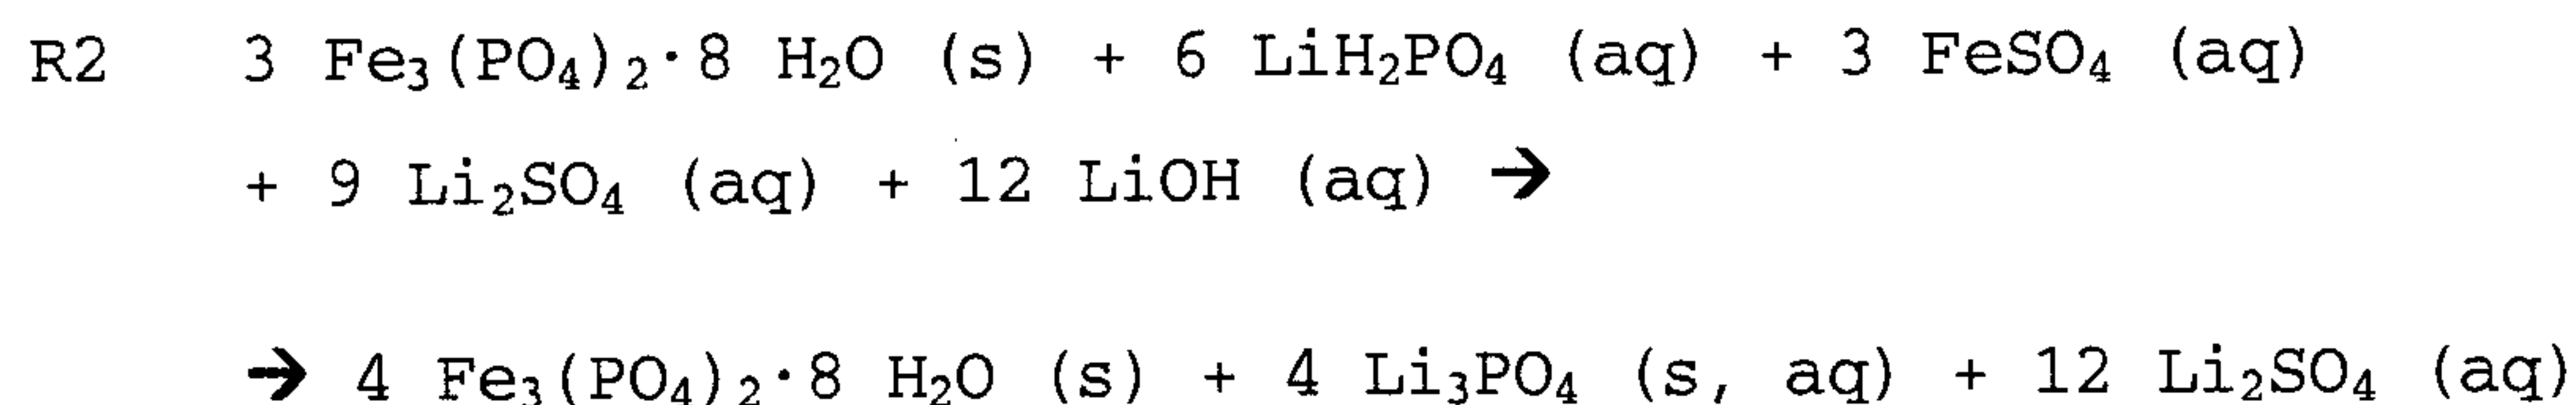 R2 3 Fe₃(PO₄)₂·8 H₂O (s) + 6 LiH₂PO₄ (aq) + 3 FeSO₄ (aq)
+ 9 Li₂SO₄ (aq) + 12 LiOH (aq) →
→ 4 Fe₃(PO₄)₂·8 H₂O (s) + 4 Li₃PO₄ (s, aq) + 12 Li₂SO₄ (aq)